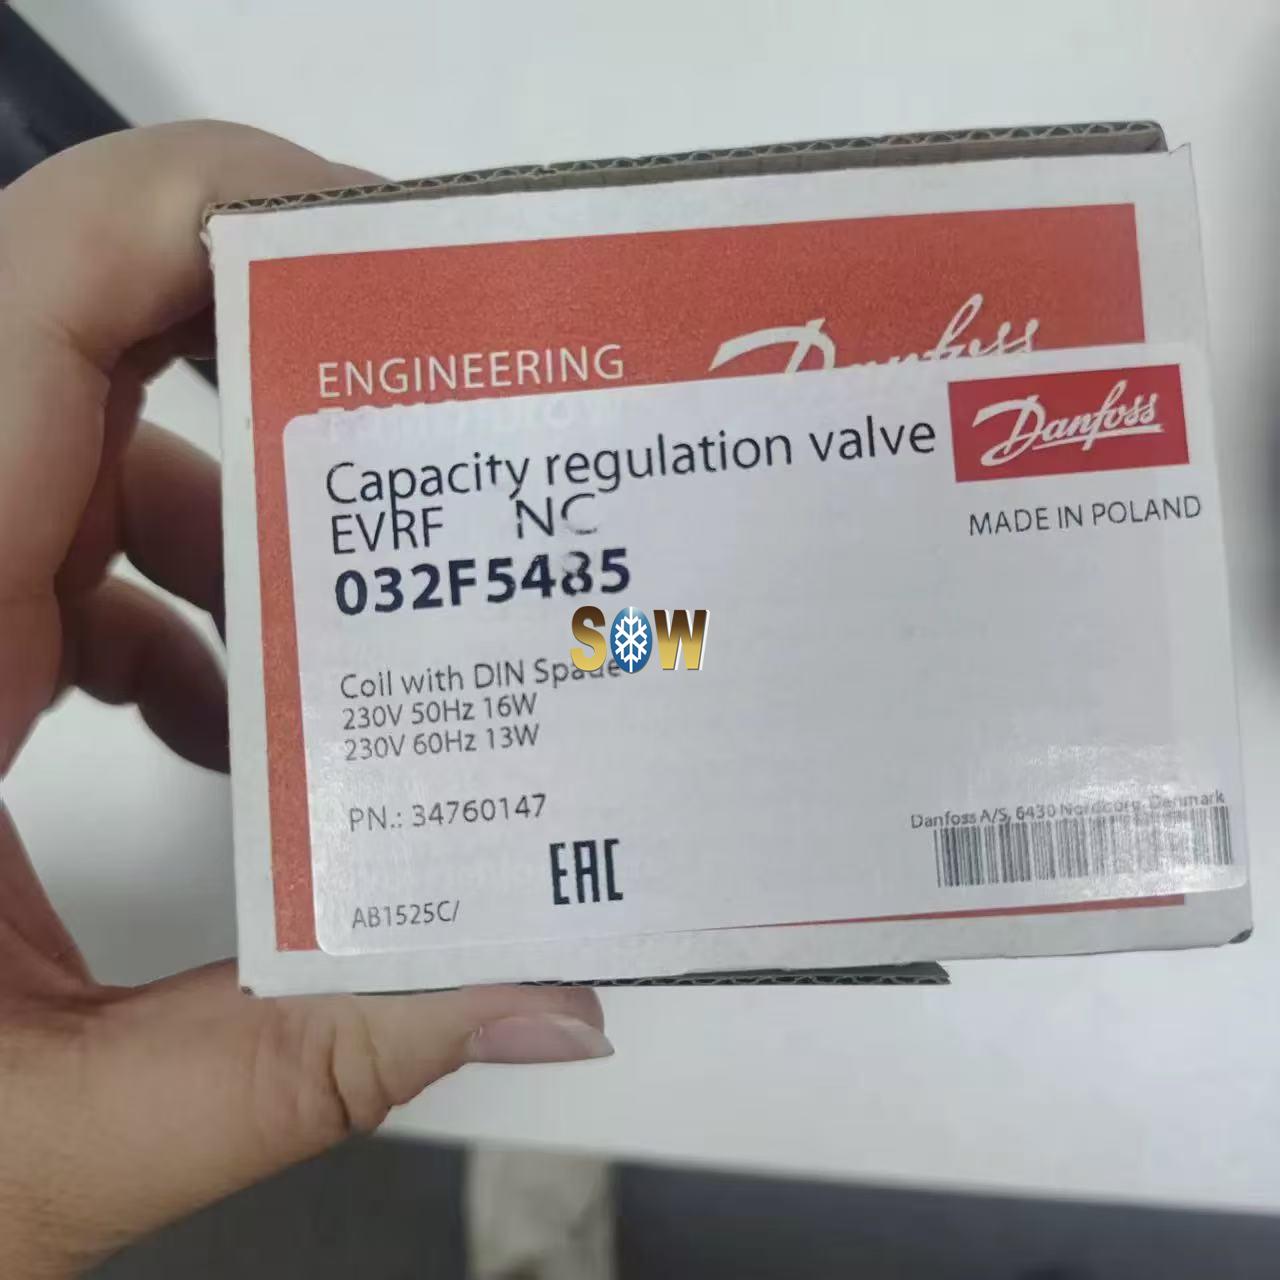 ENGINEERING
TOMORROW
Danfoss
Capacity regulation valve
Danfoss
EVRF NC
MADE IN POLAND
032F5485
SOW
Coil with DIN Spade
230V 50Hz 16W
230V 60Hz 13W
PN.: 34760147
Danfoss A/S, 6430 Nordborg, Denmark
EAC
AB1525C/